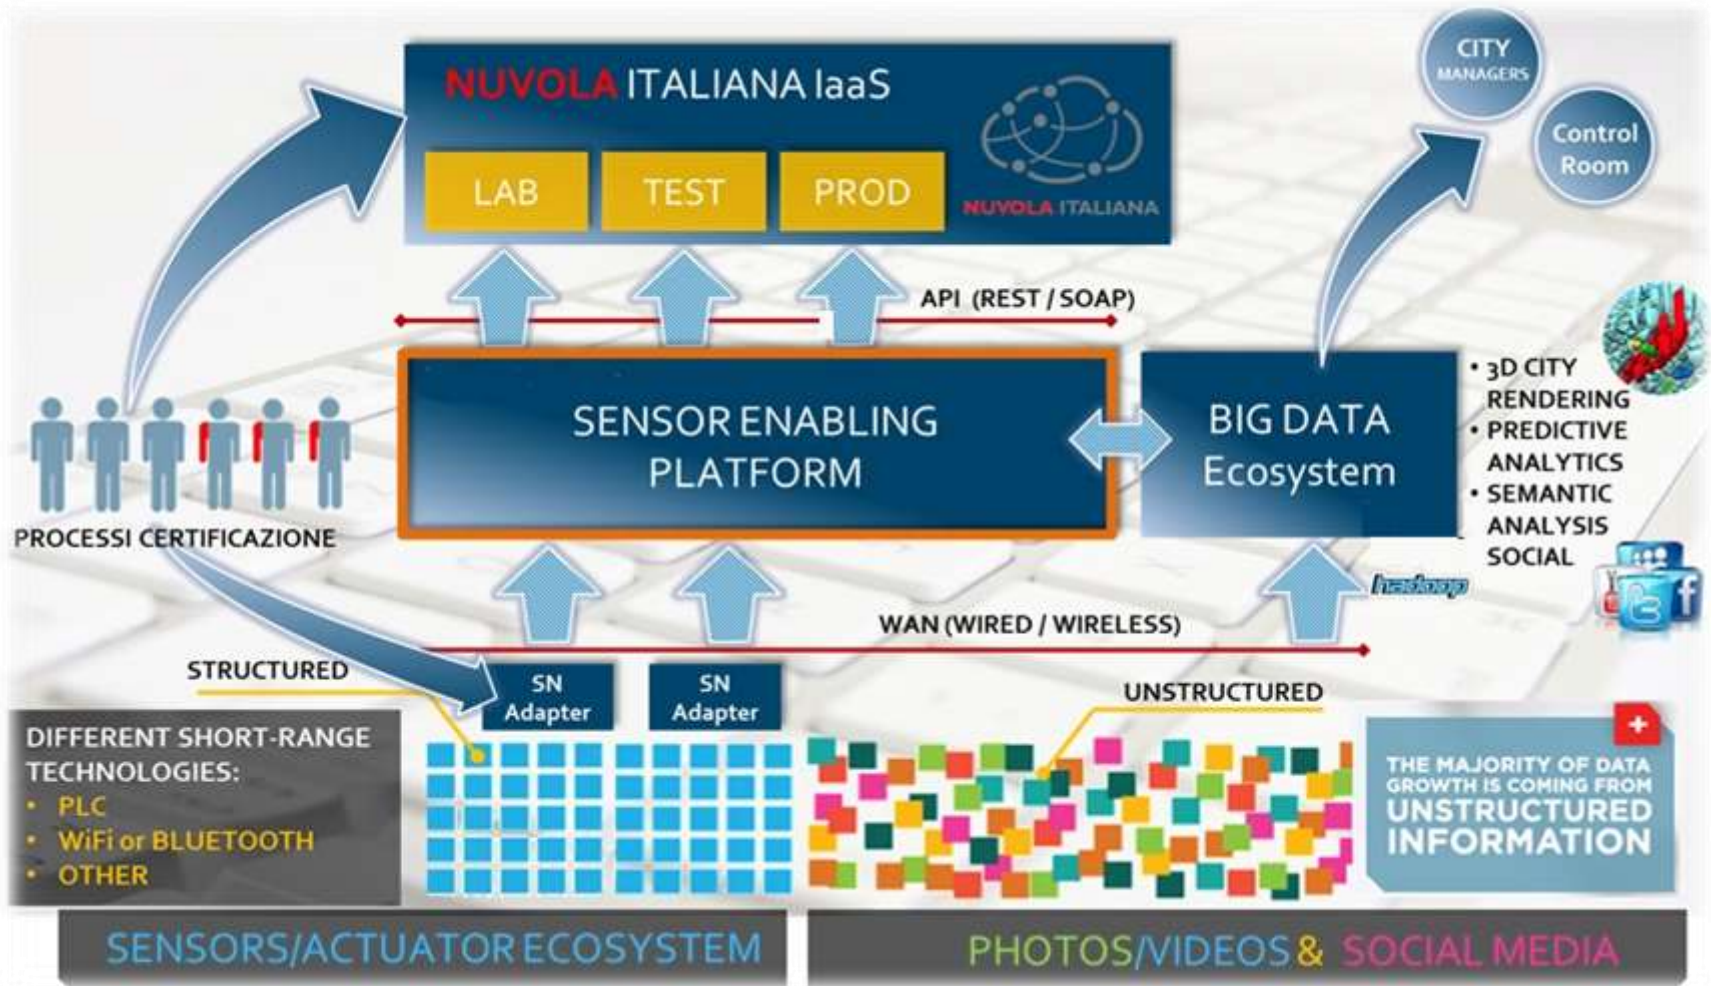 CITY
MANAGERS
Control
Room
NUVOLA ITALIANA IaaS
LAB
TEST
PROD
NUVOLA ITALIANA
API (REST / SOAP)
SENSOR ENABLING
PLATFORM
BIG DATA
Ecosystem
• 3D CITY
RENDERING
• PREDICTIVE
ANALYTICS
• SEMANTIC
ANALYSIS
SOCIAL
hadoop
PROCESSI CERTIFICAZIONE
WAN (WIRED / WIRELESS)
STRUCTURED
SN
Adapter
SN
Adapter
UNSTRUCTURED
DIFFERENT SHORT-RANGE
TECHNOLOGIES:
• PLC
• WiFi or BLUETOOTH
• OTHER
THE MAJORITY OF DATA
GROWTH IS COMING FROM
UNSTRUCTURED
INFORMATION
SENSORS/ACTUATOR ECOSYSTEM
PHOTOS/VIDEOS & SOCIAL MEDIA